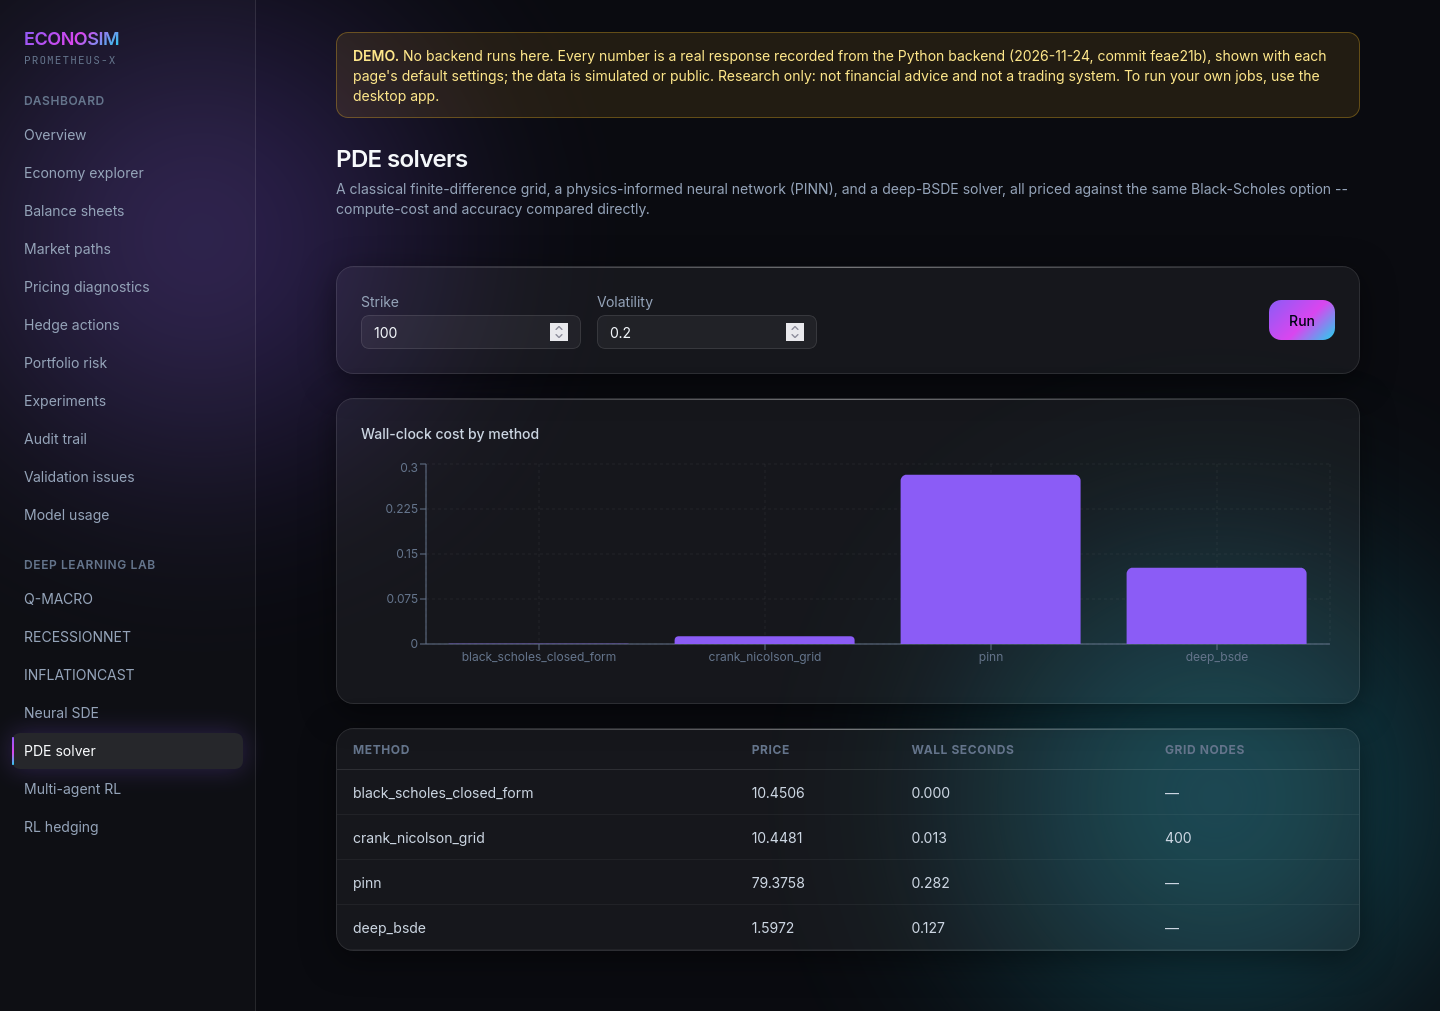 ECONOSIM
PROMETHEUS-X
DASHBOARD
Overview
Economy explorer
Balance sheets
Market paths
Pricing diagnostics
Hedge actions
Portfolio risk
Experiments
Audit trail
Validation issues
Model usage
DEEP LEARNING LAB
Q-MACRO
RECESSIONNET
INFLATIONCAST
Neural SDE
PDE solver
Multi-agent RL
RL hedging
DEMO. No backend runs here. Every number is a real response recorded from the Python backend (2026-11-24, commit feae21b), shown with each
page's default settings; the data is simulated or public. Research only: not financial advice and not a trading system. To run your own jobs, use the
desktop app.
PDE solvers
A classical finite-difference grid, a physics-informed neural network (PINN), and a deep-BSDE solver, all priced against the same Black-Scholes option --
compute-cost and accuracy compared directly.
Strike
100
Volatility
0.2
Run
Wall-clock cost by method
0.3
0.225
0.15
0.075
0
black_scholes_closed_form crank_nicolson_grid pinn deep_bsde
METHOD PRICE WALL SECONDS GRID NODES
black_scholes_closed_form 10.4506 0.000 —
crank_nicolson_grid 10.4481 0.013 400
pinn 79.3758 0.282 —
deep_bsde 1.5972 0.127 —